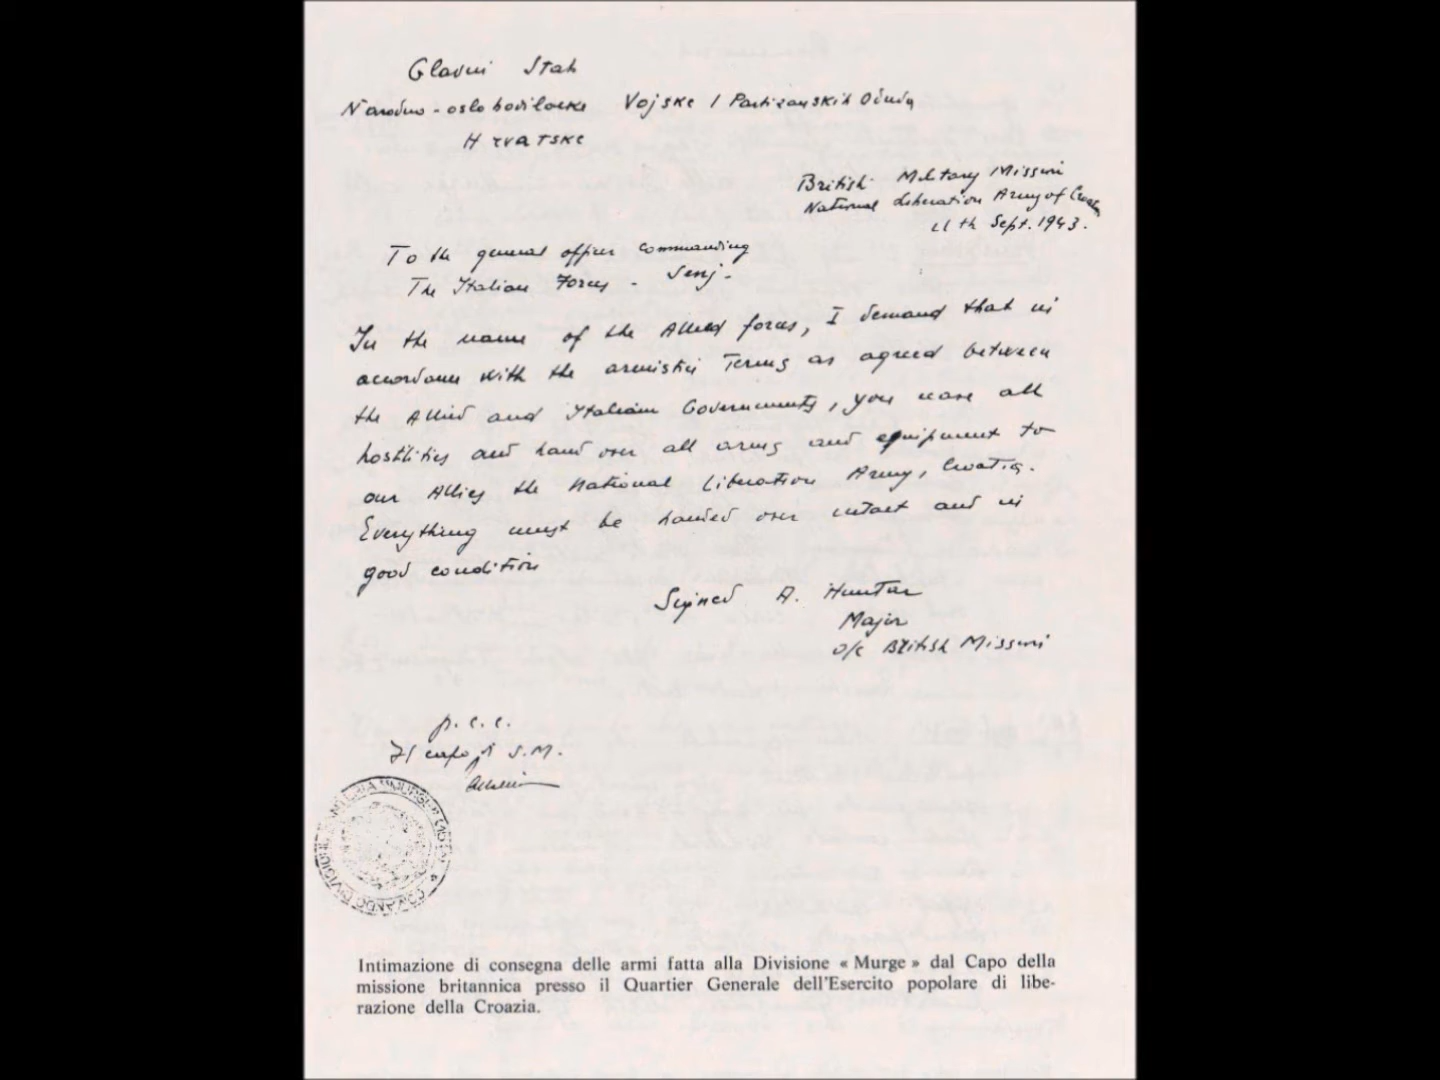 Glavni Stab
Narodno-oslobodilačke Vojske I Partizanskih Odreda
Hrvatske
British Military Mission
National Liberation Army of Croatia
11th Sept. 1943.
To the general officer commanding
The Italian Forces - Senj -
In the name of the Allied forces, I demand that in
accordance with the armistice Terms as agreed between
the Allied and Italian Governments, you cease all
hostilities and hand over all arms and equipment to
our Allies the National Liberation Army, Croatia.
Everything must be handed over intact and in
good condition
Signed A. Hunter
Major
O/c British Mission
p.c.c.
Il capo di S.M.
COMANDO DIVISIONE FANTERIA "MURGE"
Intimazione di consegna delle armi fatta alla Divisione « Murge » dal Capo della
missione britannica presso il Quartier Generale dell'Esercito popolare di libe-
razione della Croazia.